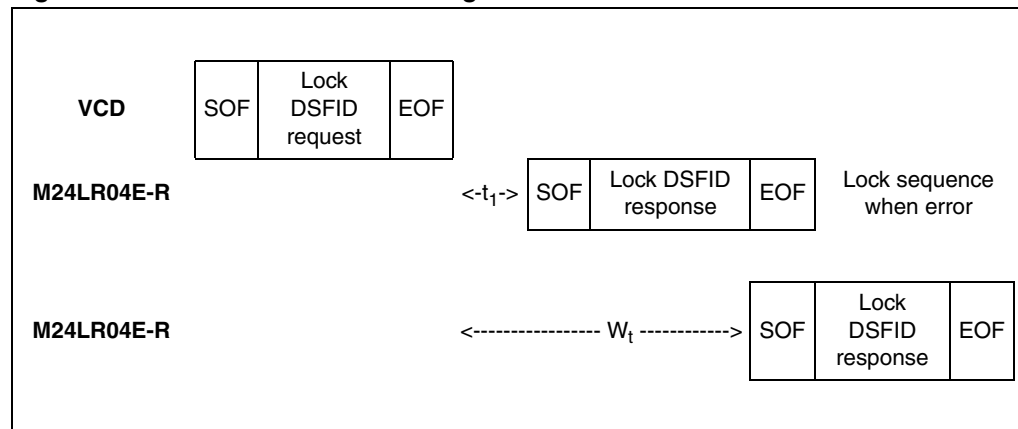 VCD
SOF
Lock
DSFID
request
EOF
M24LR04E-R
<-t1->
SOF
Lock DSFID
response
EOF
Lock sequence
when error
M24LR04E-R
<----------------- Wt ------------>
SOF
Lock
DSFID
response
EOF